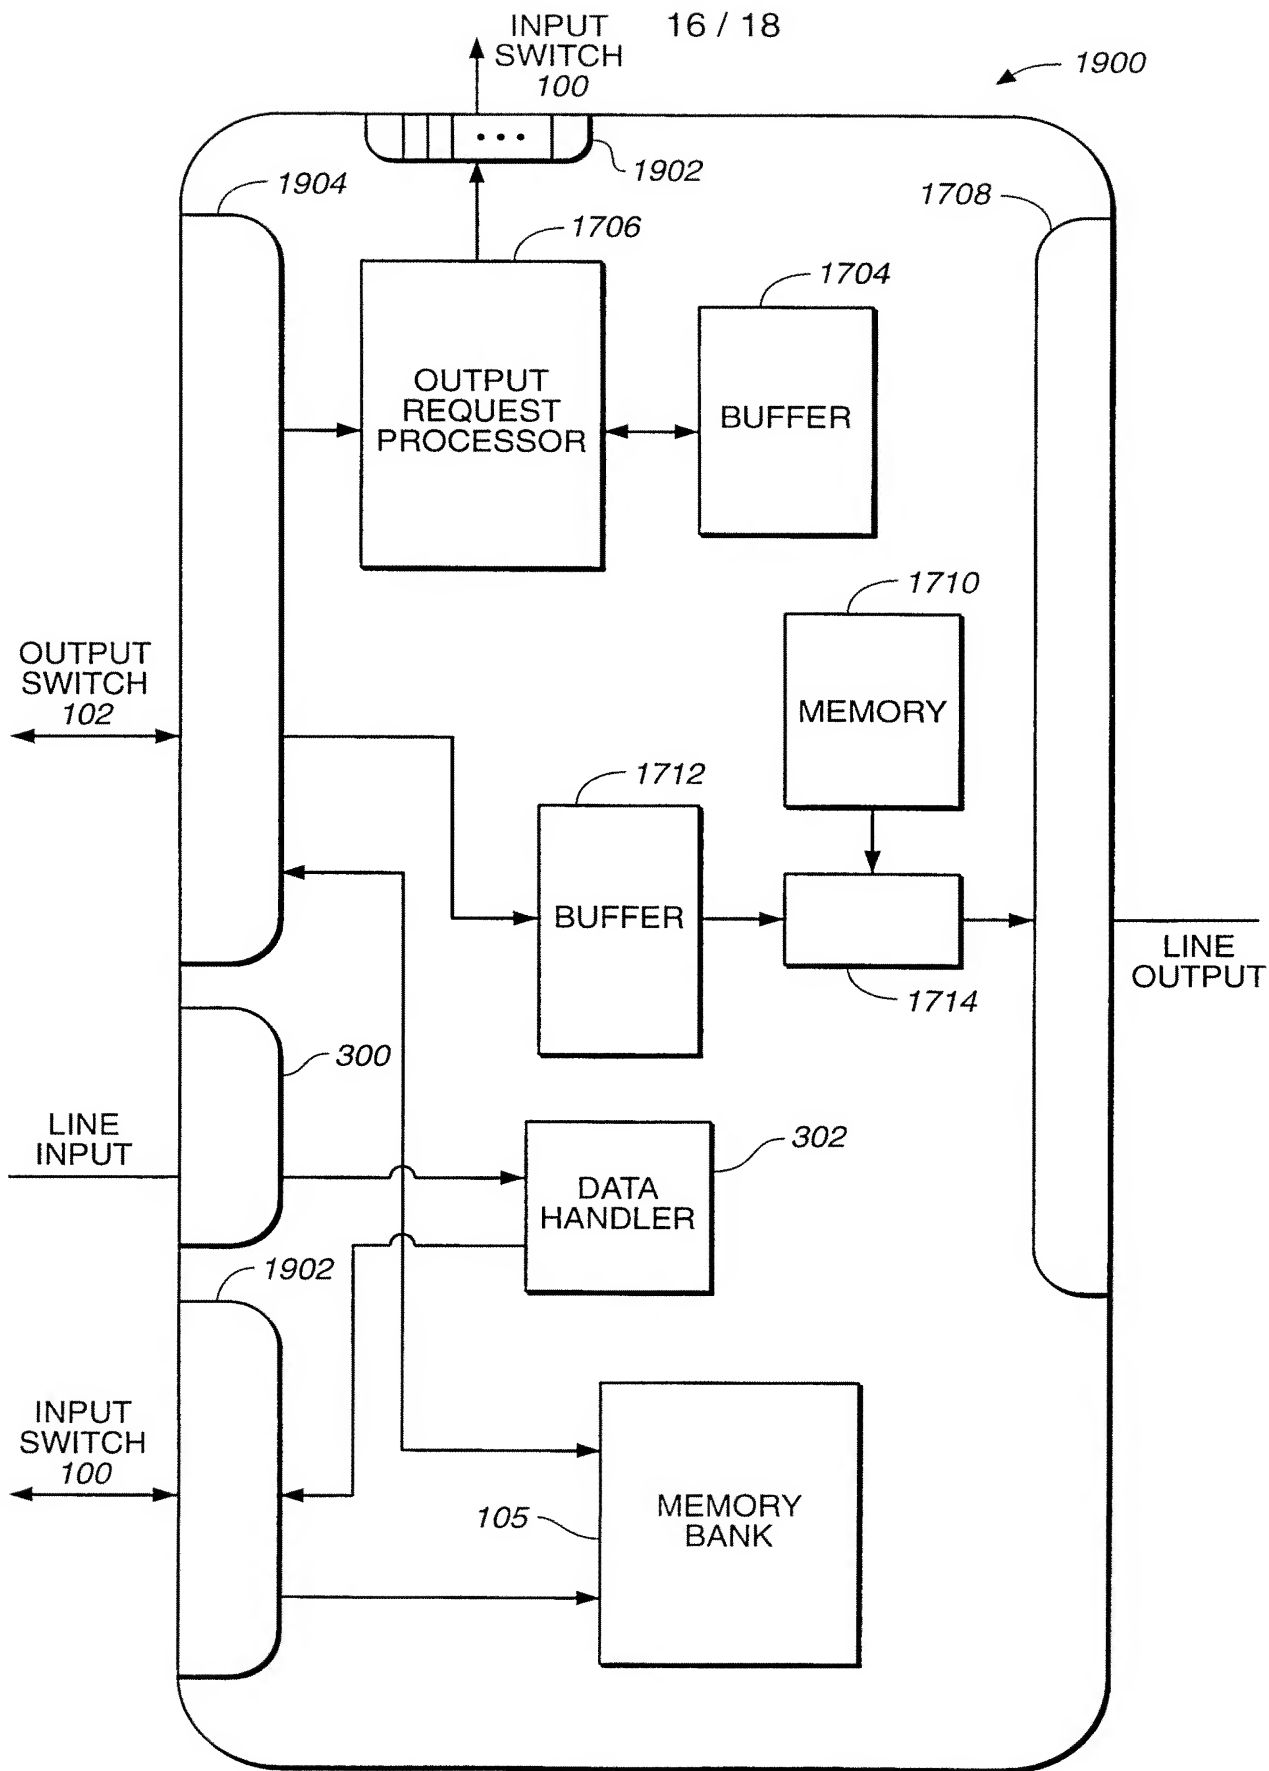 16 / 18
INPUT
SWITCH
100
1900
1902
1904
1708
1706
1704
OUTPUT
REQUEST
PROCESSOR
BUFFER
1710
OUTPUT
SWITCH
102
MEMORY
1712
BUFFER
LINE
OUTPUT
1714
300
LINE
INPUT
302
DATA
HANDLER
1902
INPUT
SWITCH
100
105
MEMORY
BANK